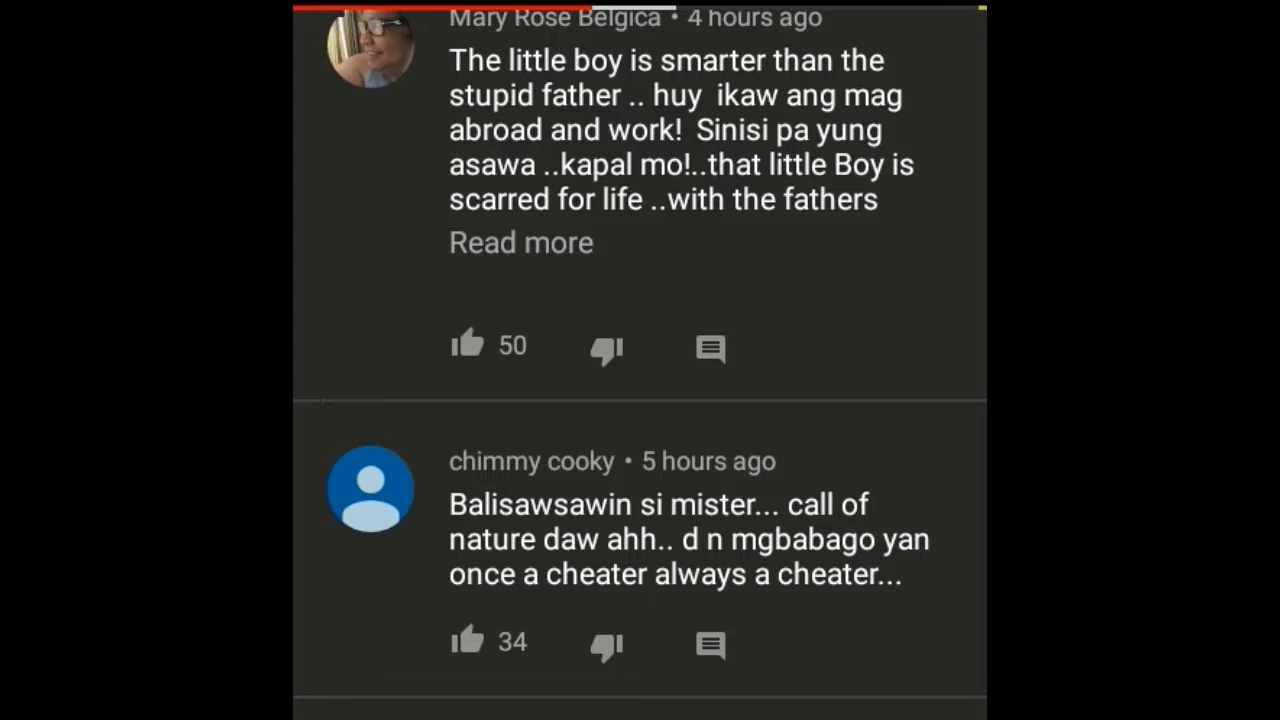 Mary Rose Belgica • 4 hours ago
The little boy is smarter than the
stupid father .. huy ikaw ang mag
abroad and work! Sinisi pa yung
asawa ..kapal mo!..that little Boy is
scarred for life ..with the fathers
Read more
50
chimmy cooky • 5 hours ago
Balisawsawin si mister... call of
nature daw ahh.. d n mgbabago yan
once a cheater always a cheater...
34